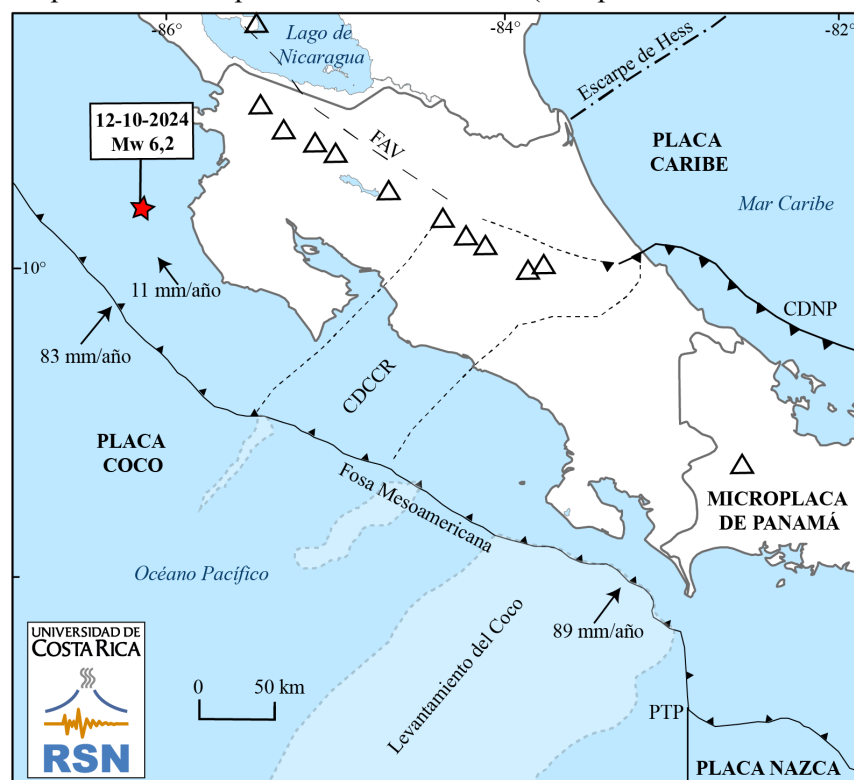 -86°
-84°
-82°
Lago de
Nicaragua
Escarpe de Hess
12-10-2024
Mw 6,2
FAV
PLACA
CARIBE
Mar Caribe
10°
11 mm/año
83 mm/año
CDNP
CDCCR
PLACA
COCO
Fosa Mesoamericana
MICROPLACA
DE PANAMÁ
Océano Pacífico
89 mm/año
Levantamiento del Coco
UNIVERSIDAD DE
COSTA RICA
RSN
0
50 km
PTP
PLACA NAZCA